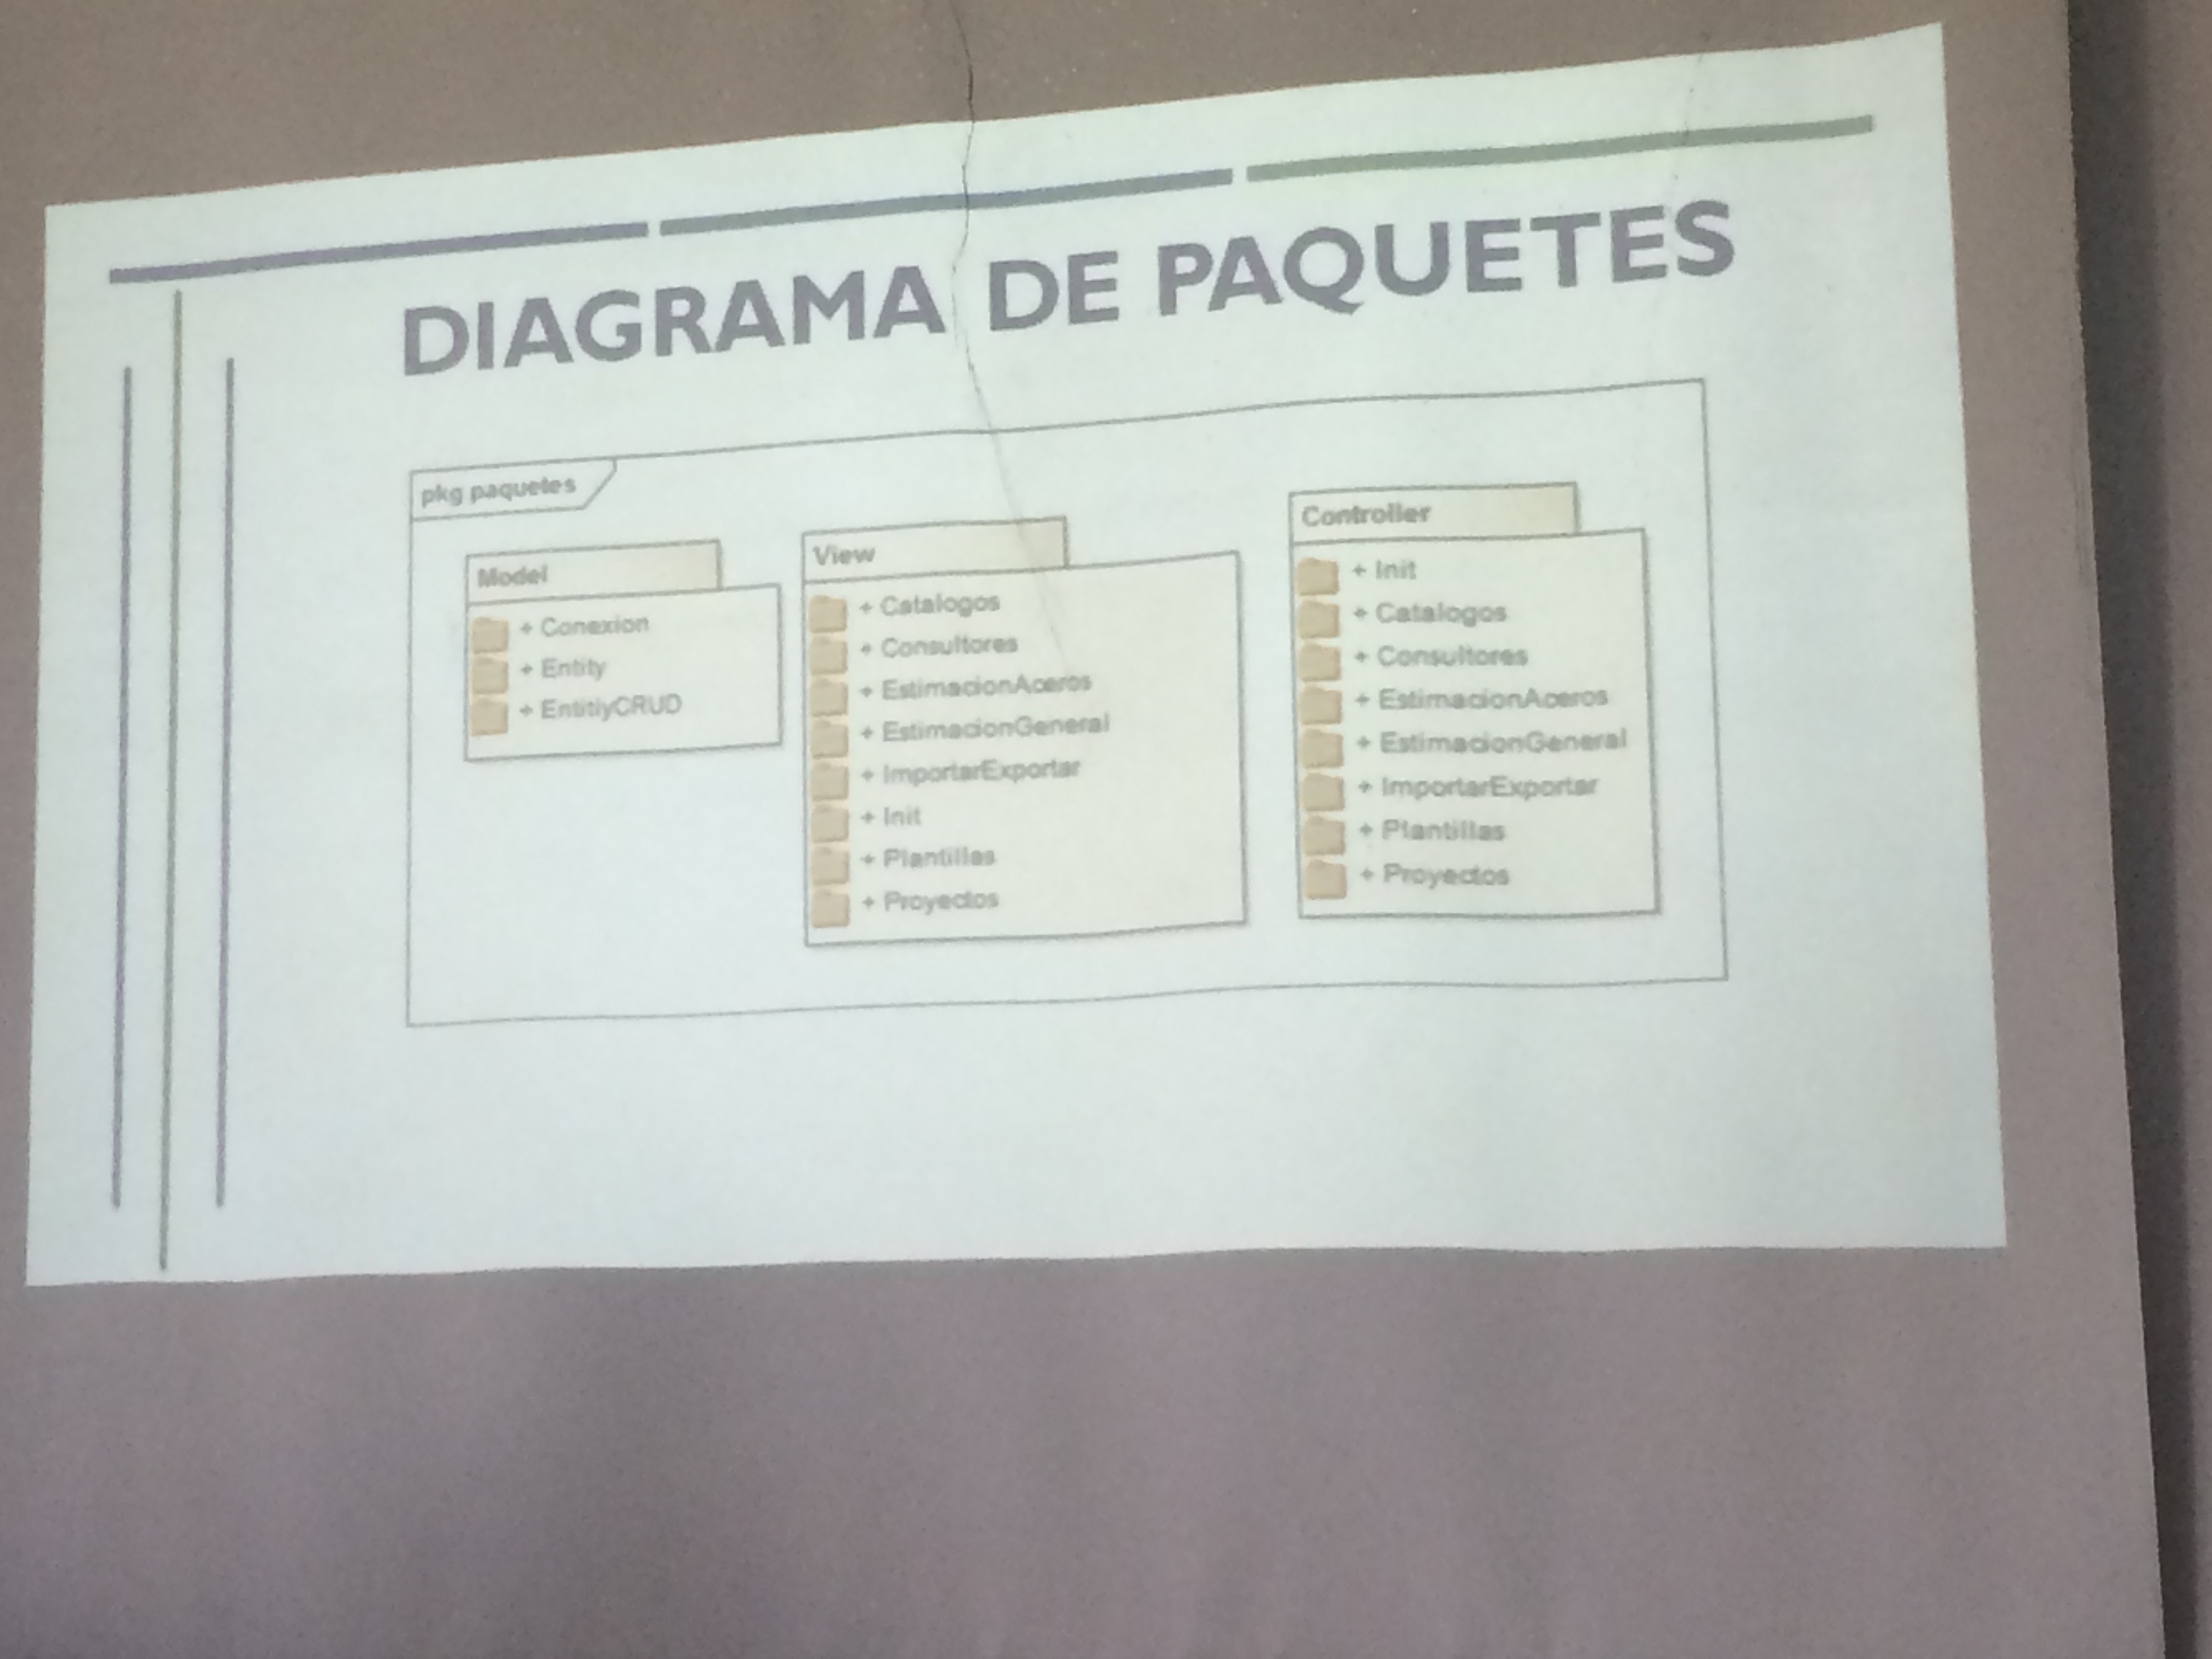 DIAGRAMA DE PAQUETES
pkg paquetes
Model
+ Conexion
+ Entity
+ EntitiyCRUD
View
+ Catalogos
+ Consultores
+ EstimacionAceros
+ EstimacionGeneral
+ ImportarExportar
+ Init
+ Plantillas
+ Proyectos
Controller
+ Init
+ Catalogos
+ Consultores
+ EstimacionAceros
+ EstimacionGeneral
+ ImportarExportar
+ Plantillas
+ Proyectos